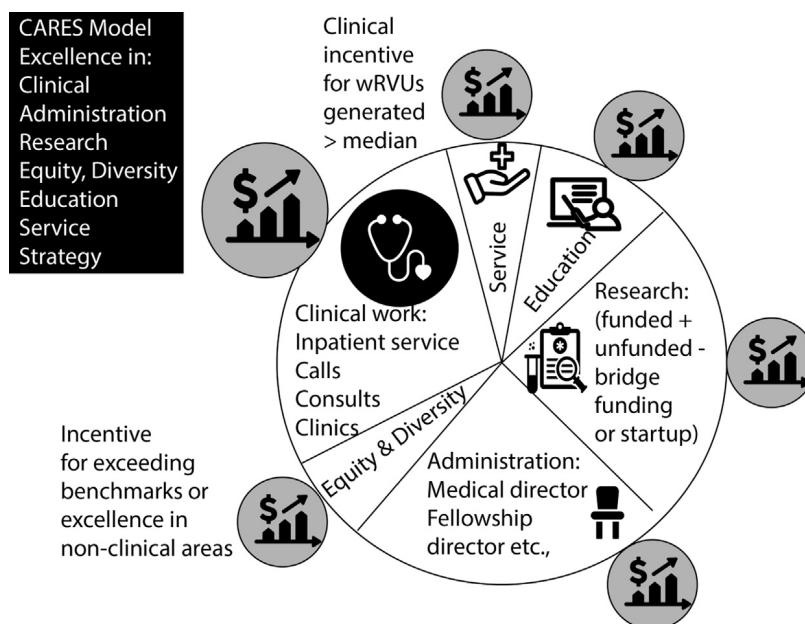 CARES Model
Excellence in:
Clinical
Administration
Research
Equity, Diversity
Education
Service
Strategy
Clinical
incentive
for wRVUs
generated
> median
$
$
$
Service
Education
Clinical work:
Inpatient service
Calls
Consults
Clinics
Research:
(funded +
unfunded -
bridge
funding
or startup)
$
Equity & Diversity
Administration:
Medical director
Fellowship
director etc.,
Incentive
for exceeding
benchmarks or
excellence in
non-clinical areas
$
$